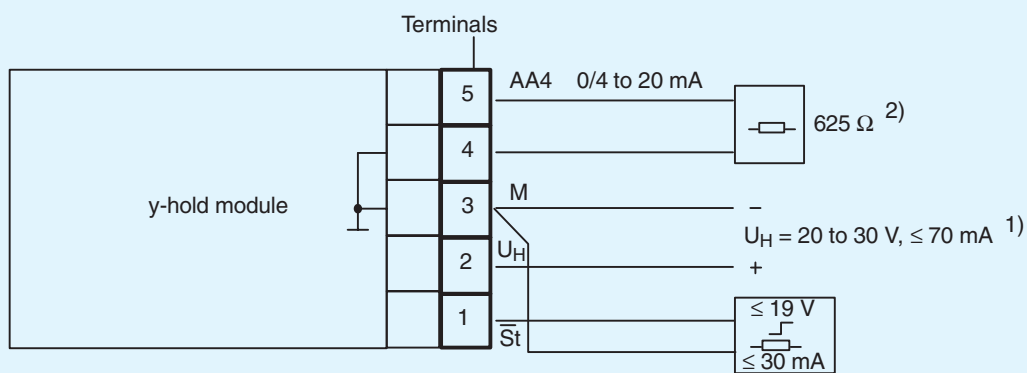 Terminals
5 AA4 0/4 to 20 mA
625 Ω 2)
4
y-hold module
3 M −
U_H = 20 to 30 V, ≤ 70 mA 1)
2 U_H +
1 S̅t̅
≤ 19 V
≤ 30 mA